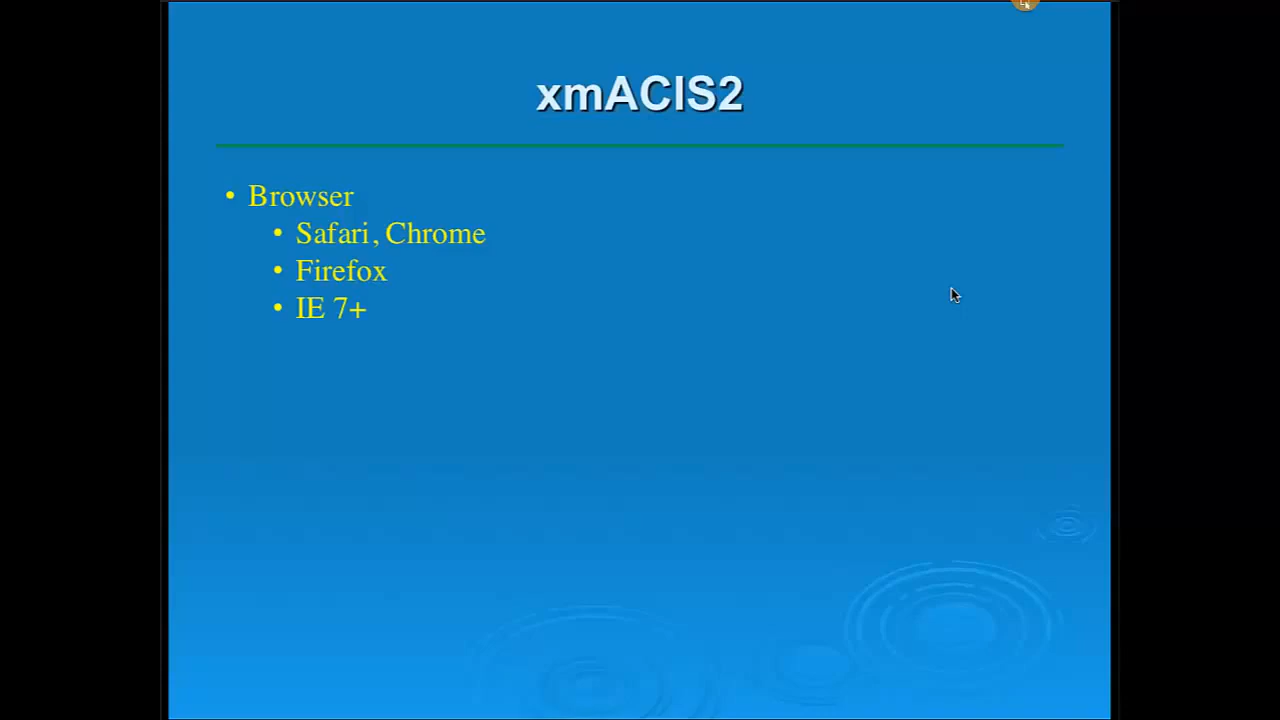 xmACIS2
• Browser
• Safari, Chrome
• Firefox
• IE 7+